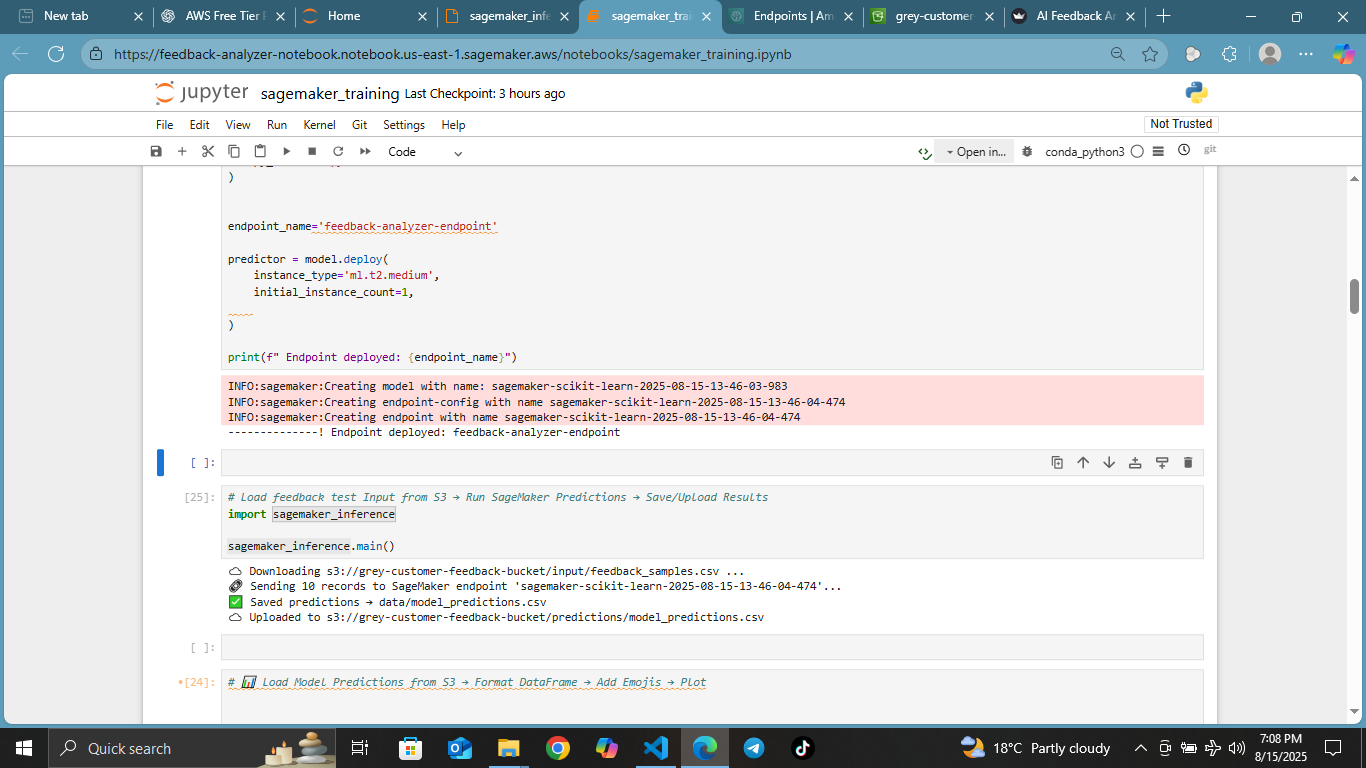 New tab
AWS Free Tier
Home
sagemaker_infe
sagemaker_trai
Endpoints | Am
grey-customer
AI Feedback An
https://feedback-analyzer-notebook.notebook.us-east-1.sagemaker.aws/notebooks/sagemaker_training.ipynb
jupyter sagemaker_training Last Checkpoint: 3 hours ago
File Edit View Run Kernel Git Settings Help
Not Trusted
Code
Open in...
conda_python3
git
)
endpoint_name='feedback-analyzer-endpoint'
predictor = model.deploy(
instance_type='ml.t2.medium',
initial_instance_count=1,
)
print(f" Endpoint deployed: {endpoint_name}")
INFO:sagemaker:Creating model with name: sagemaker-scikit-learn-2025-08-15-13-46-03-983
INFO:sagemaker:Creating endpoint-config with name sagemaker-scikit-learn-2025-08-15-13-46-04-474
INFO:sagemaker:Creating endpoint with name sagemaker-scikit-learn-2025-08-15-13-46-04-474
--------------! Endpoint deployed: feedback-analyzer-endpoint
[ ]:
[25]:
# Load feedback test Input from S3 → Run SageMaker Predictions → Save/Upload Results
import sagemaker_inference
sagemaker_inference.main()
☁ Downloading s3://grey-customer-feedback-bucket/input/feedback_samples.csv ...
🔗 Sending 10 records to SageMaker endpoint 'sagemaker-scikit-learn-2025-08-15-13-46-04-474'...
✅ Saved predictions → data/model_predictions.csv
☁ Uploaded to s3://grey-customer-feedback-bucket/predictions/model_predictions.csv
[ ]:
•[24]:
# 📊 Load Model Predictions from S3 → Format DataFrame → Add Emojis → Plot
Quick search
18°C Partly cloudy
7:08 PM
8/15/2025